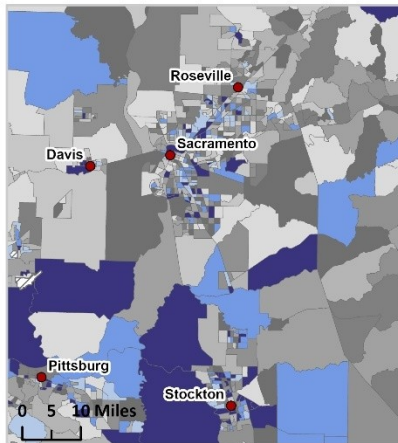 Roseville
Sacramento
Davis
Pittsburg
Stockton
0 5 10 Miles